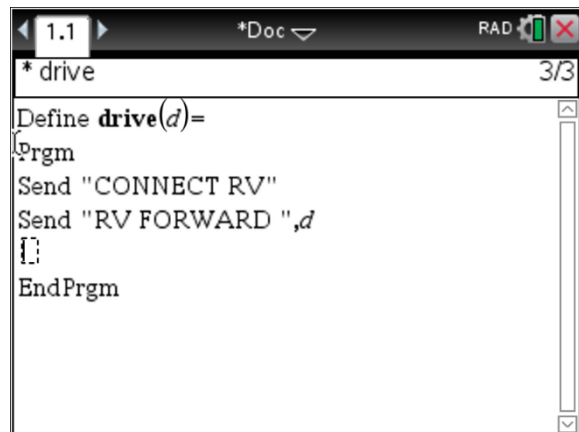 1.1 *Doc RAD
* drive 3/3
Define drive(d)=
Prgm
Send "CONNECT RV"
Send "RV FORWARD ",d
EndPrgm